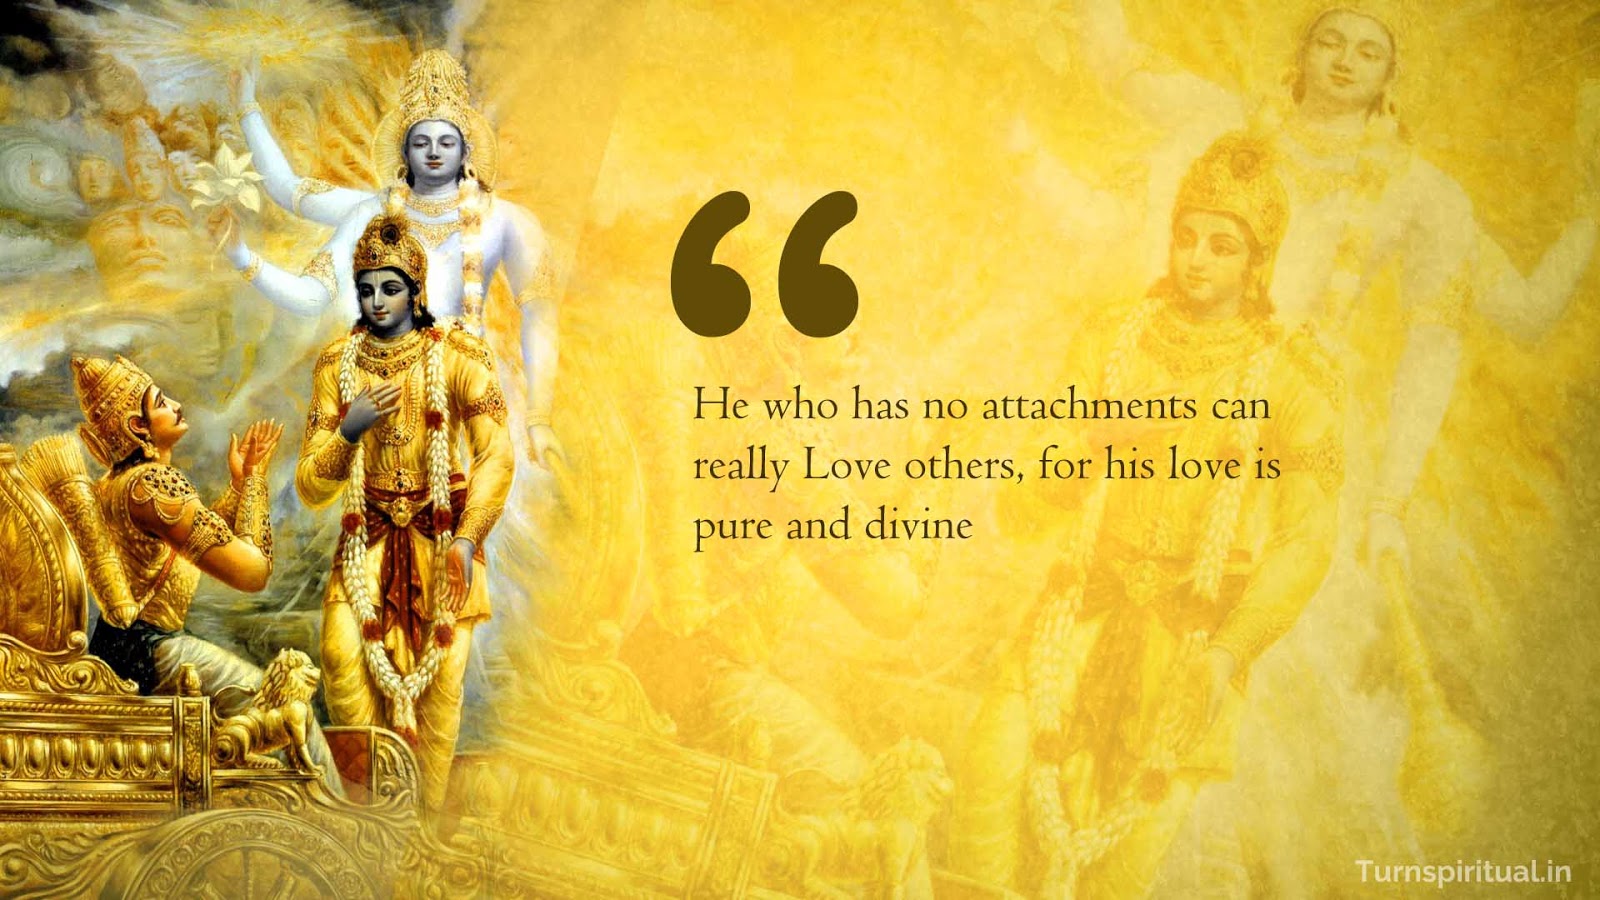 “
He who has no attachments can
really Love others, for his love is
pure and divine
Turnspiritual.in